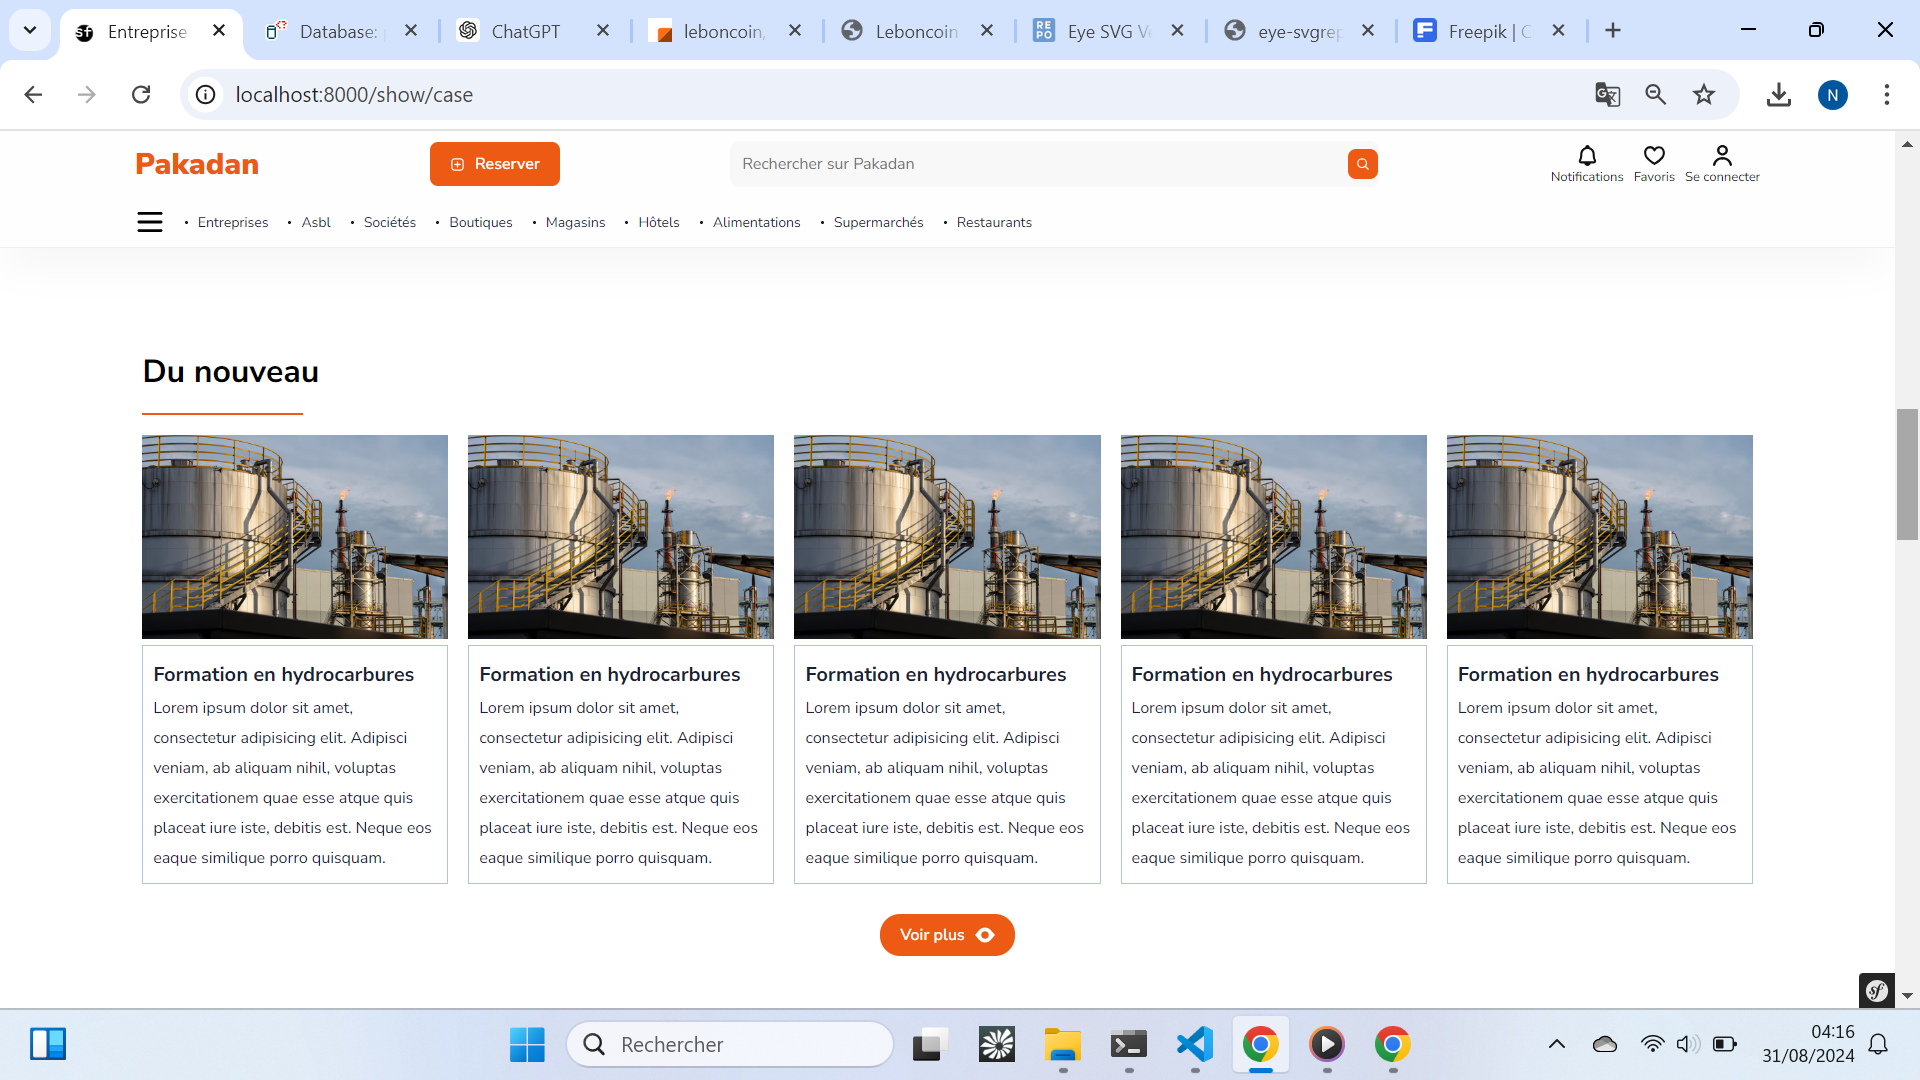 Entreprise
Database:
ChatGPT
leboncoin,
Leboncoin
Eye SVG Ve
eye-svgrep
Freepik | C
localhost:8000/show/case
N
Pakadan
Reserver
Rechercher sur Pakadan
Notifications
Favoris
Se connecter
• Entreprises • Asbl • Sociétés • Boutiques • Magasins • Hôtels • Alimentations • Supermarchés • Restaurants
Du nouveau
Formation en hydrocarbures
Lorem ipsum dolor sit amet,
consectetur adipisicing elit. Adipisci
veniam, ab aliquam nihil, voluptas
exercitationem quae esse atque quis
placeat iure iste, debitis est. Neque eos
eaque similique porro quisquam.
Formation en hydrocarbures
Lorem ipsum dolor sit amet,
consectetur adipisicing elit. Adipisci
veniam, ab aliquam nihil, voluptas
exercitationem quae esse atque quis
placeat iure iste, debitis est. Neque eos
eaque similique porro quisquam.
Formation en hydrocarbures
Lorem ipsum dolor sit amet,
consectetur adipisicing elit. Adipisci
veniam, ab aliquam nihil, voluptas
exercitationem quae esse atque quis
placeat iure iste, debitis est. Neque eos
eaque similique porro quisquam.
Formation en hydrocarbures
Lorem ipsum dolor sit amet,
consectetur adipisicing elit. Adipisci
veniam, ab aliquam nihil, voluptas
exercitationem quae esse atque quis
placeat iure iste, debitis est. Neque eos
eaque similique porro quisquam.
Formation en hydrocarbures
Lorem ipsum dolor sit amet,
consectetur adipisicing elit. Adipisci
veniam, ab aliquam nihil, voluptas
exercitationem quae esse atque quis
placeat iure iste, debitis est. Neque eos
eaque similique porro quisquam.
Voir plus
Rechercher
04:16
31/08/2024